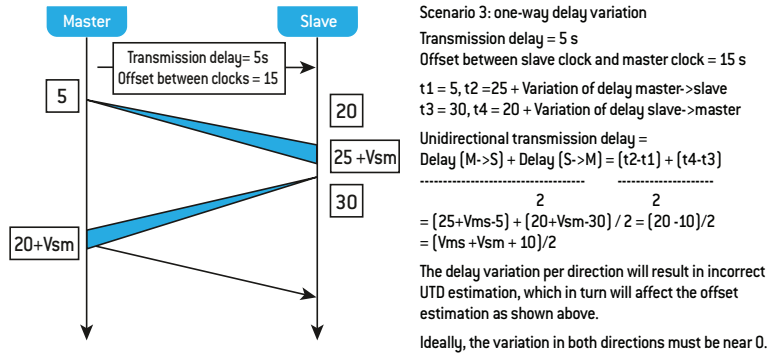 Master
Slave
Transmission delay= 5s
Offset between clocks = 15
5
20
25 +Vsm
30
20+Vsm
Scenario 3: one-way delay variation
Transmission delay = 5 s
Offset between slave clock and master clock = 15 s
t1 = 5, t2 =25 + Variation of delay master->slave
t3 = 30, t4 = 20 + Variation of delay slave->master
Unidirectional transmission delay =
Delay (M->S) + Delay (S->M) = (t2-t1) + (t4-t3)
------------------------------------ ----------------------
2 2
= (25+Vms-5) + (20+Vsm-30) / 2 = (20 -10)/2
= (Vms +Vsm + 10)/2
The delay variation per direction will result in incorrect
UTD estimation, which in turn will affect the offset
estimation as shown above.
Ideally, the variation in both directions must be near 0.